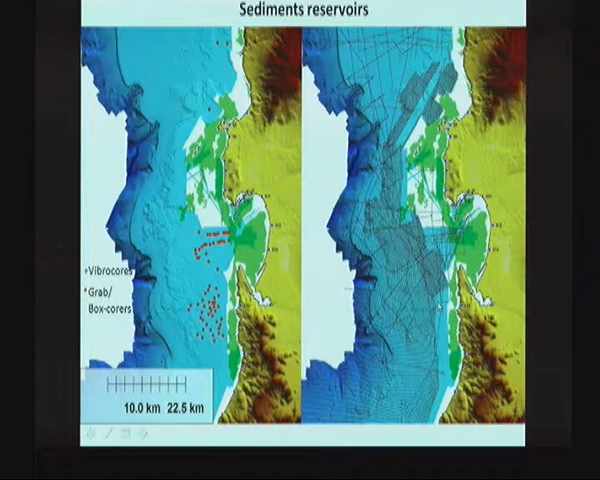 Sediments reservoirs
Vibrocores
Grab/
Box-corers
10.0 km 22.5 km